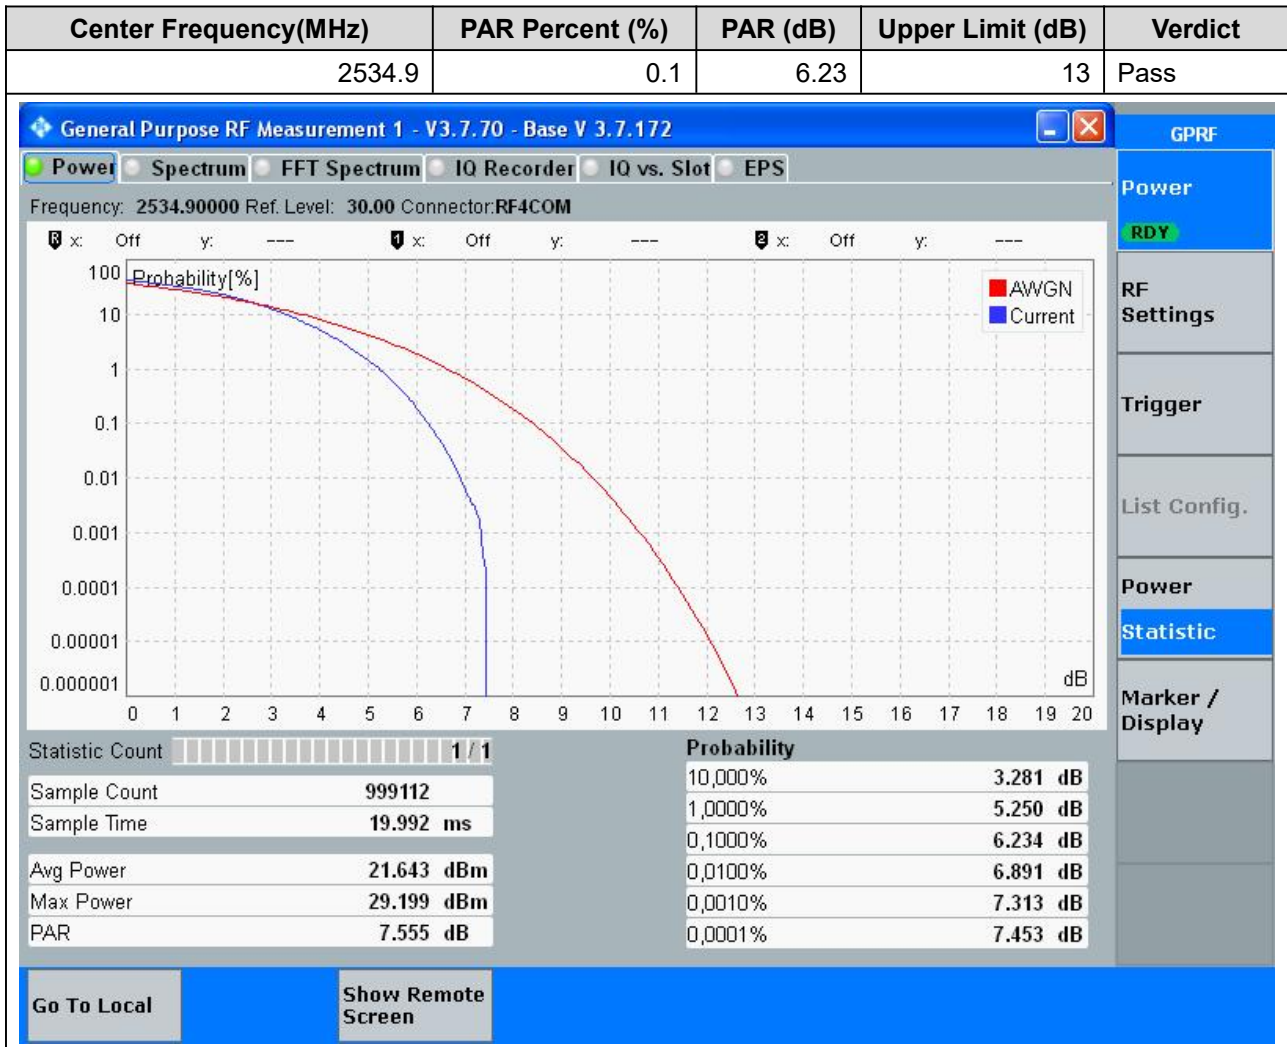 Center Frequency(MHz) PAR Percent (%) PAR (dB) Upper Limit (dB) Verdict
2534.9 0.1 6.23 13 Pass
General Purpose RF Measurement 1 - V3.7.70 - Base V 3.7.172
GPRF
Power Spectrum FFT Spectrum IQ Recorder IQ vs. Slot EPS
Frequency: 2534.90000 Ref. Level: 30.00 Connector:RF4COM
R x: Off y: --- 1 x: Off y: --- 2 x: Off y: ---
Probability[%]
AWGN
Current
100
10
1
0.1
0.01
0.001
0.0001
0.00001
0.000001
dB
0 1 2 3 4 5 6 7 8 9 10 11 12 13 14 15 16 17 18 19 20
Statistic Count 1 / 1
Sample Count 999112
Sample Time 19.992 ms
Avg Power 21.643 dBm
Max Power 29.199 dBm
PAR 7.555 dB
Probability
10,000% 3.281 dB
1,0000% 5.250 dB
0,1000% 6.234 dB
0,0100% 6.891 dB
0,0010% 7.313 dB
0,0001% 7.453 dB
Power
RDY
RF
Settings
Trigger
List Config.
Power
Statistic
Marker /
Display
Go To Local
Show Remote
Screen